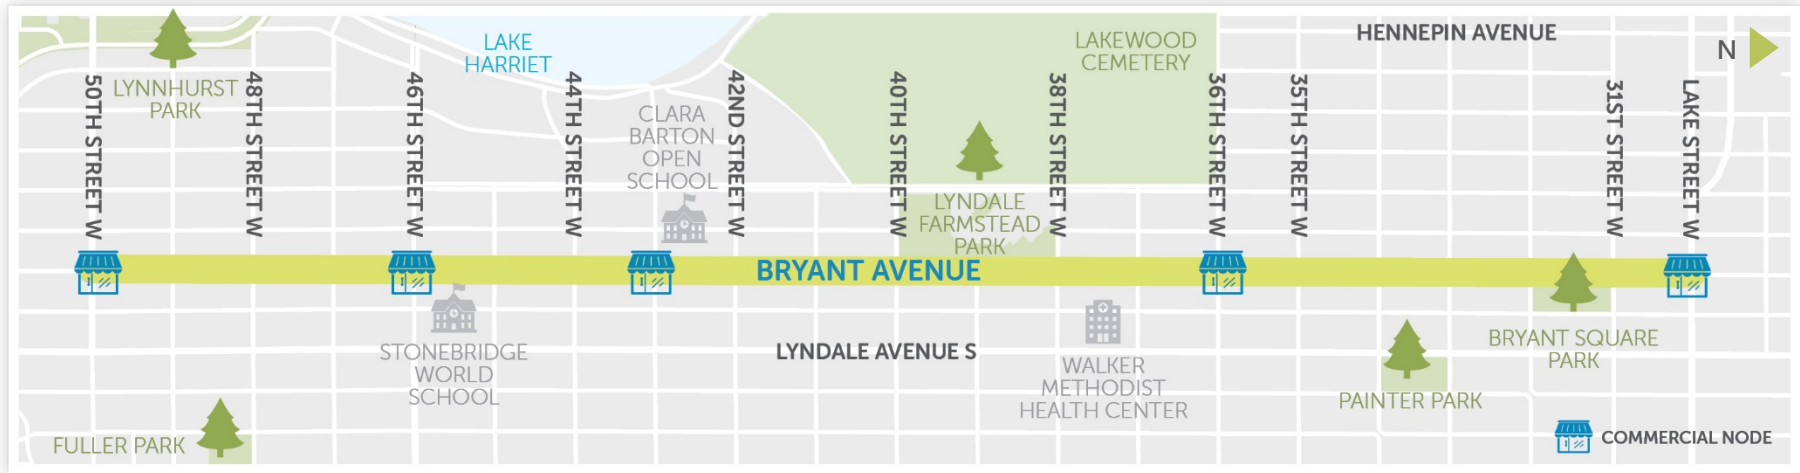 HENNEPIN AVENUE
N
LAKE
HARRIET
LAKEWOOD
CEMETERY
LYNNHURST
PARK
50TH STREET W
48TH STREET W
46TH STREET W
44TH STREET W
CLARA
BARTON
OPEN
SCHOOL
42ND STREET W
40TH STREET W
38TH STREET W
36TH STREET W
35TH STREET W
31ST STREET W
LAKE STREET W
LYNDALE
FARMSTEAD
PARK
BRYANT AVENUE
STONEBRIDGE
WORLD
SCHOOL
LYNDALE AVENUE S
WALKER
METHODIST
HEALTH CENTER
BRYANT SQUARE
PARK
PAINTER PARK
FULLER PARK
COMMERCIAL NODE